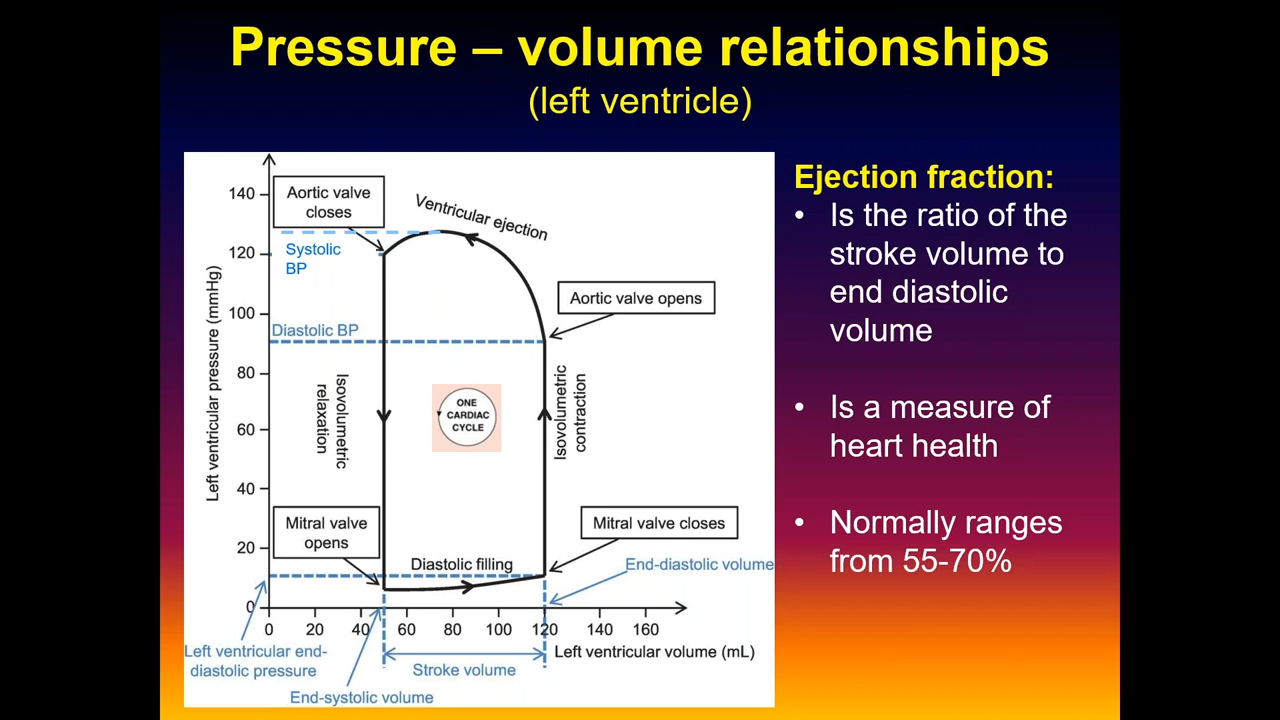 Pressure – volume relationships
(left ventricle)
140
120
100
80
60
40
20
0
Left ventricular pressure (mmHg)
Aortic valve
closes
Systolic
BP
Ventricular ejection
Aortic valve opens
Diastolic BP
Isovolumetric
relaxation
ONE
CARDIAC
CYCLE
Isovolumetric
contraction
Mitral valve
opens
Mitral valve closes
Diastolic filling
End-diastolic volume
0 20 40 60 80 100 120 140 160
Left ventricular volume (mL)
Left ventricular end-
diastolic pressure
Stroke volume
End-systolic volume
Ejection fraction:
• Is the ratio of the
stroke volume to
end diastolic
volume
• Is a measure of
heart health
• Normally ranges
from 55-70%